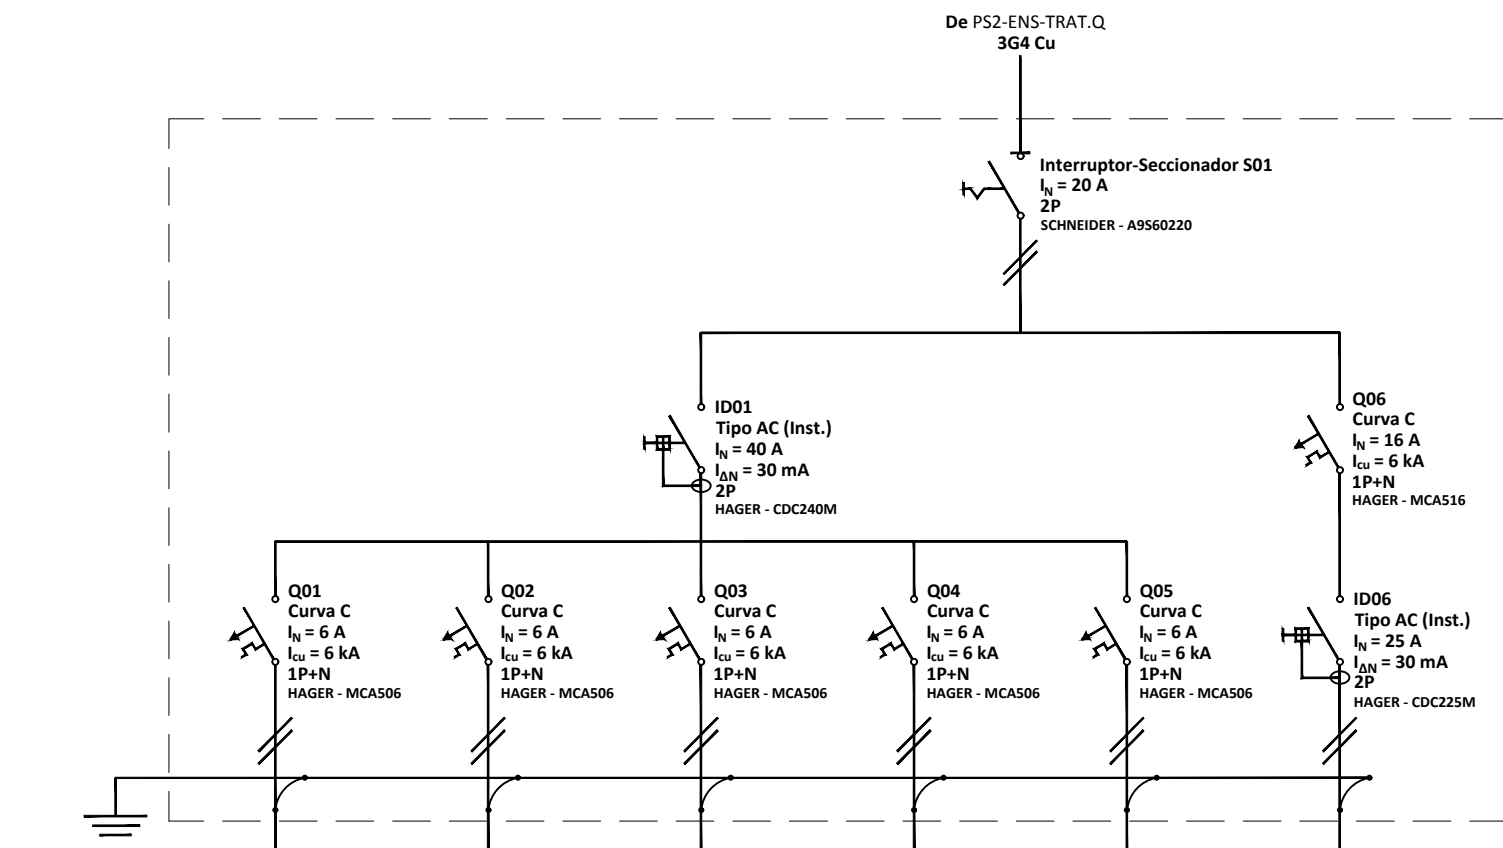 De PS2-ENS-TRAT.Q
3G4 Cu
Interruptor-Seccionador S01
IN = 20 A
2P
SCHNEIDER - A9S60220
ID01
Tipo AC (Inst.)
IN = 40 A
IΔN = 30 mA
2P
HAGER - CDC240M
Q06
Curva C
IN = 16 A
Icu = 6 kA
1P+N
HAGER - MCA516
Q01
Curva C
IN = 6 A
Icu = 6 kA
1P+N
HAGER - MCA506
Q02
Curva C
IN = 6 A
Icu = 6 kA
1P+N
HAGER - MCA506
Q03
Curva C
IN = 6 A
Icu = 6 kA
1P+N
HAGER - MCA506
Q04
Curva C
IN = 6 A
Icu = 6 kA
1P+N
HAGER - MCA506
Q05
Curva C
IN = 6 A
Icu = 6 kA
1P+N
HAGER - MCA506
ID06
Tipo AC (Inst.)
IN = 25 A
IΔN = 30 mA
2P
HAGER - CDC225M